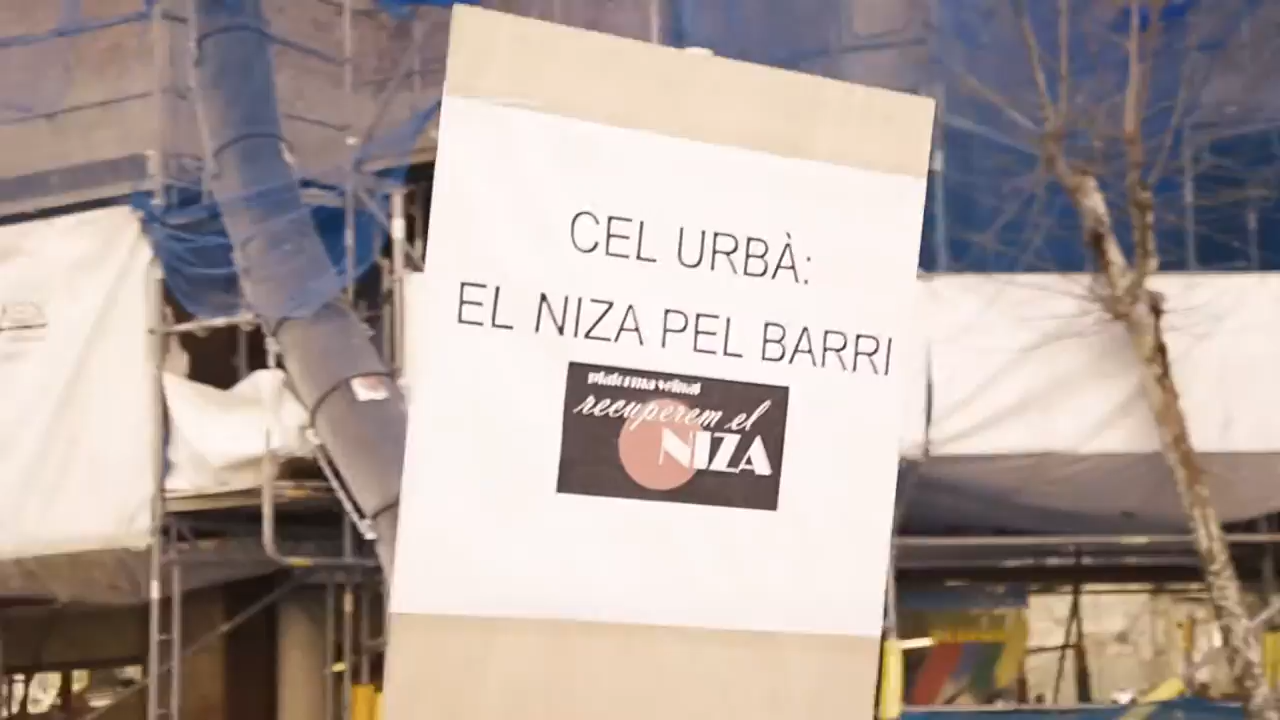 CEL URBÀ:
EL NIZA PEL BARRI
plataforma veïnal
recuperem el
NIZA